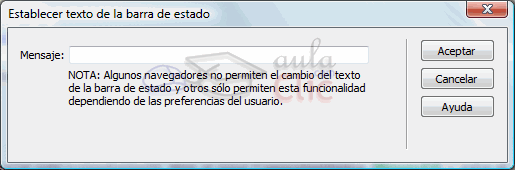 Establecer texto de la barra de estado
Mensaje:
Aceptar
NOTA: Algunos navegadores no permiten el cambio del texto
de la barra de estado y otros sólo permiten esta funcionalidad
dependiendo de las preferencias del usuario.
Cancelar
Ayuda
aula
Clic